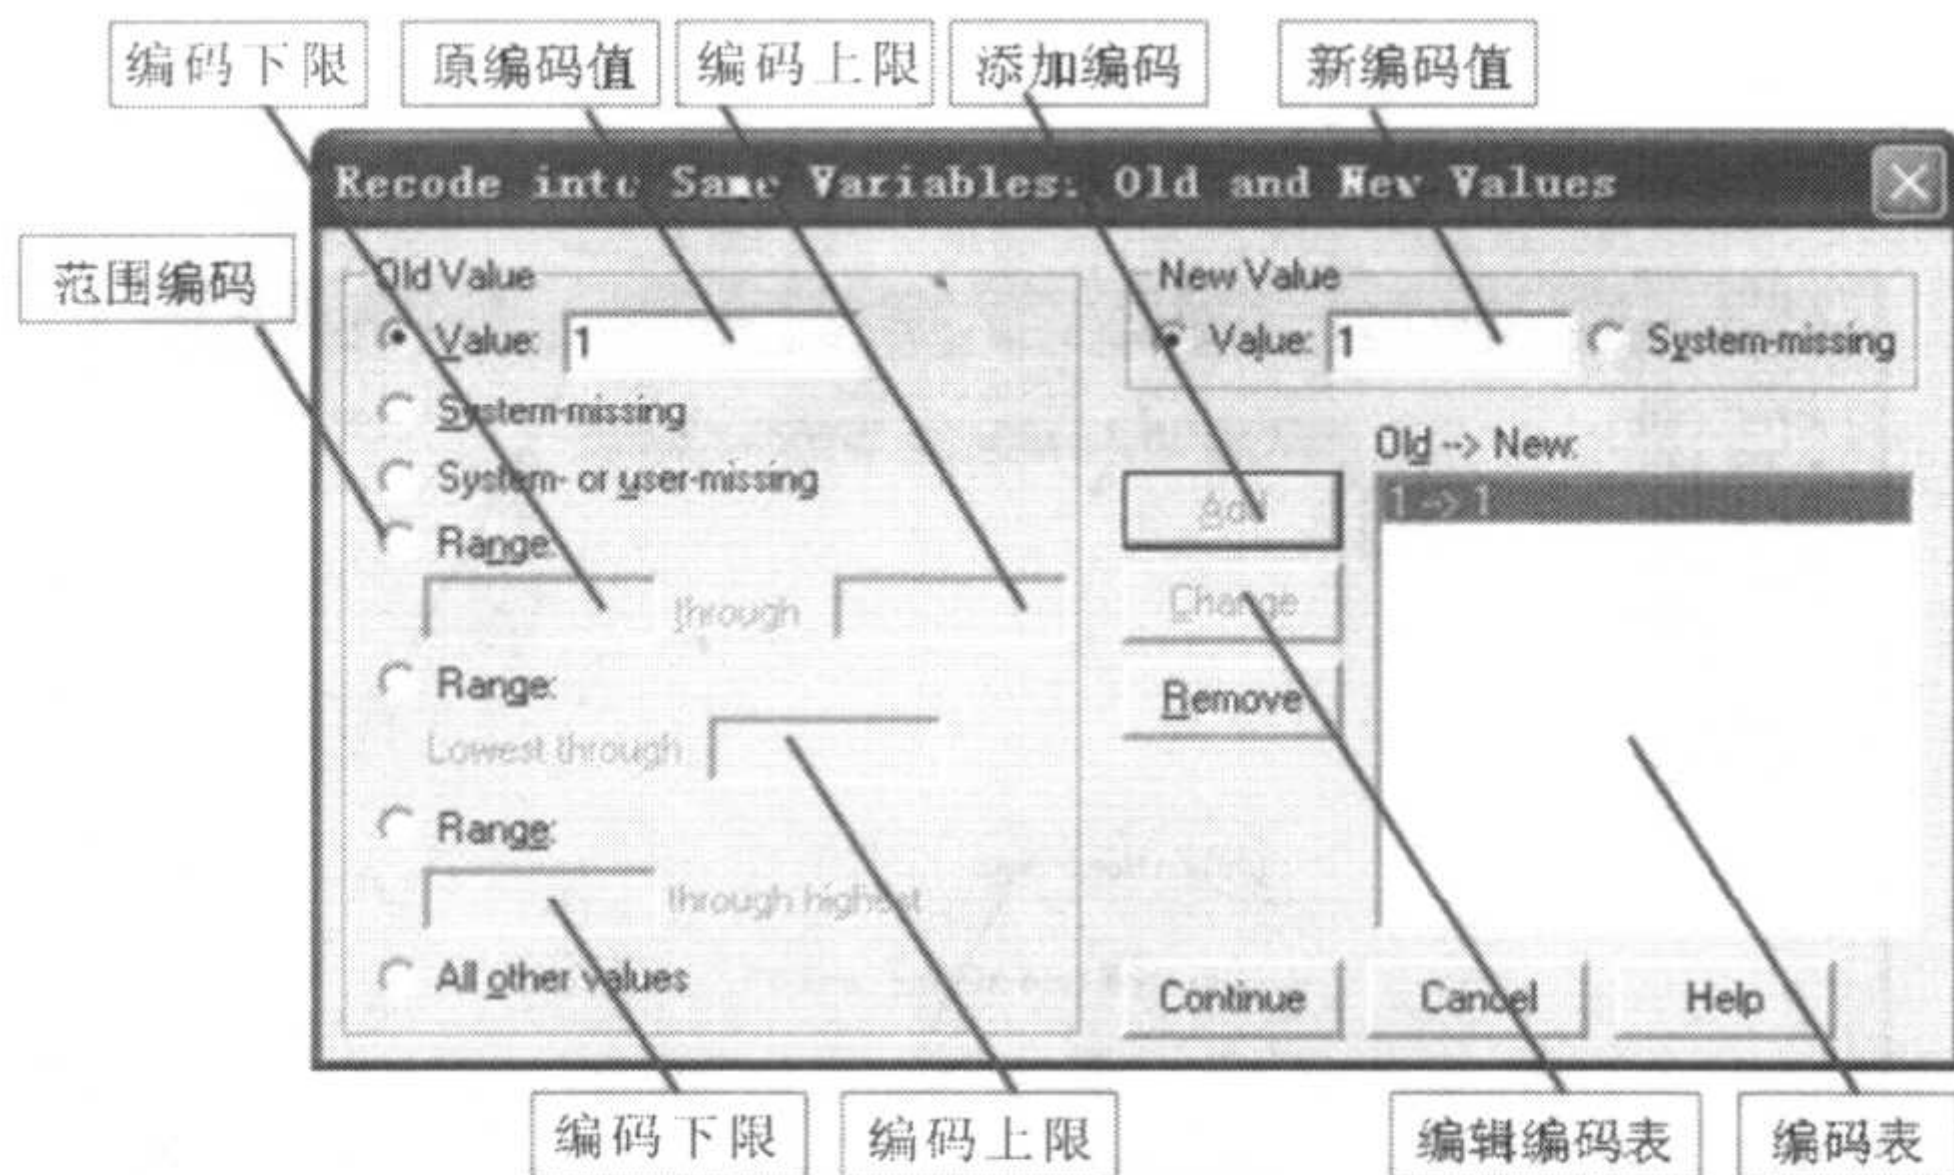 编码下限 原编码值 编码上限 添加编码 新编码值
Recode into Same Variables: Old and New Values
范围编码
Old Value
Value: 1
System-missing
System- or user-missing
Range:
through
Range:
Lowest through
Range:
through highest
All other values
New Value
Value: 1 System-missing
Old --> New:
Add
1 --> 1
Change
Remove
Continue Cancel Help
编码下限 编码上限 编辑编码表 编码表